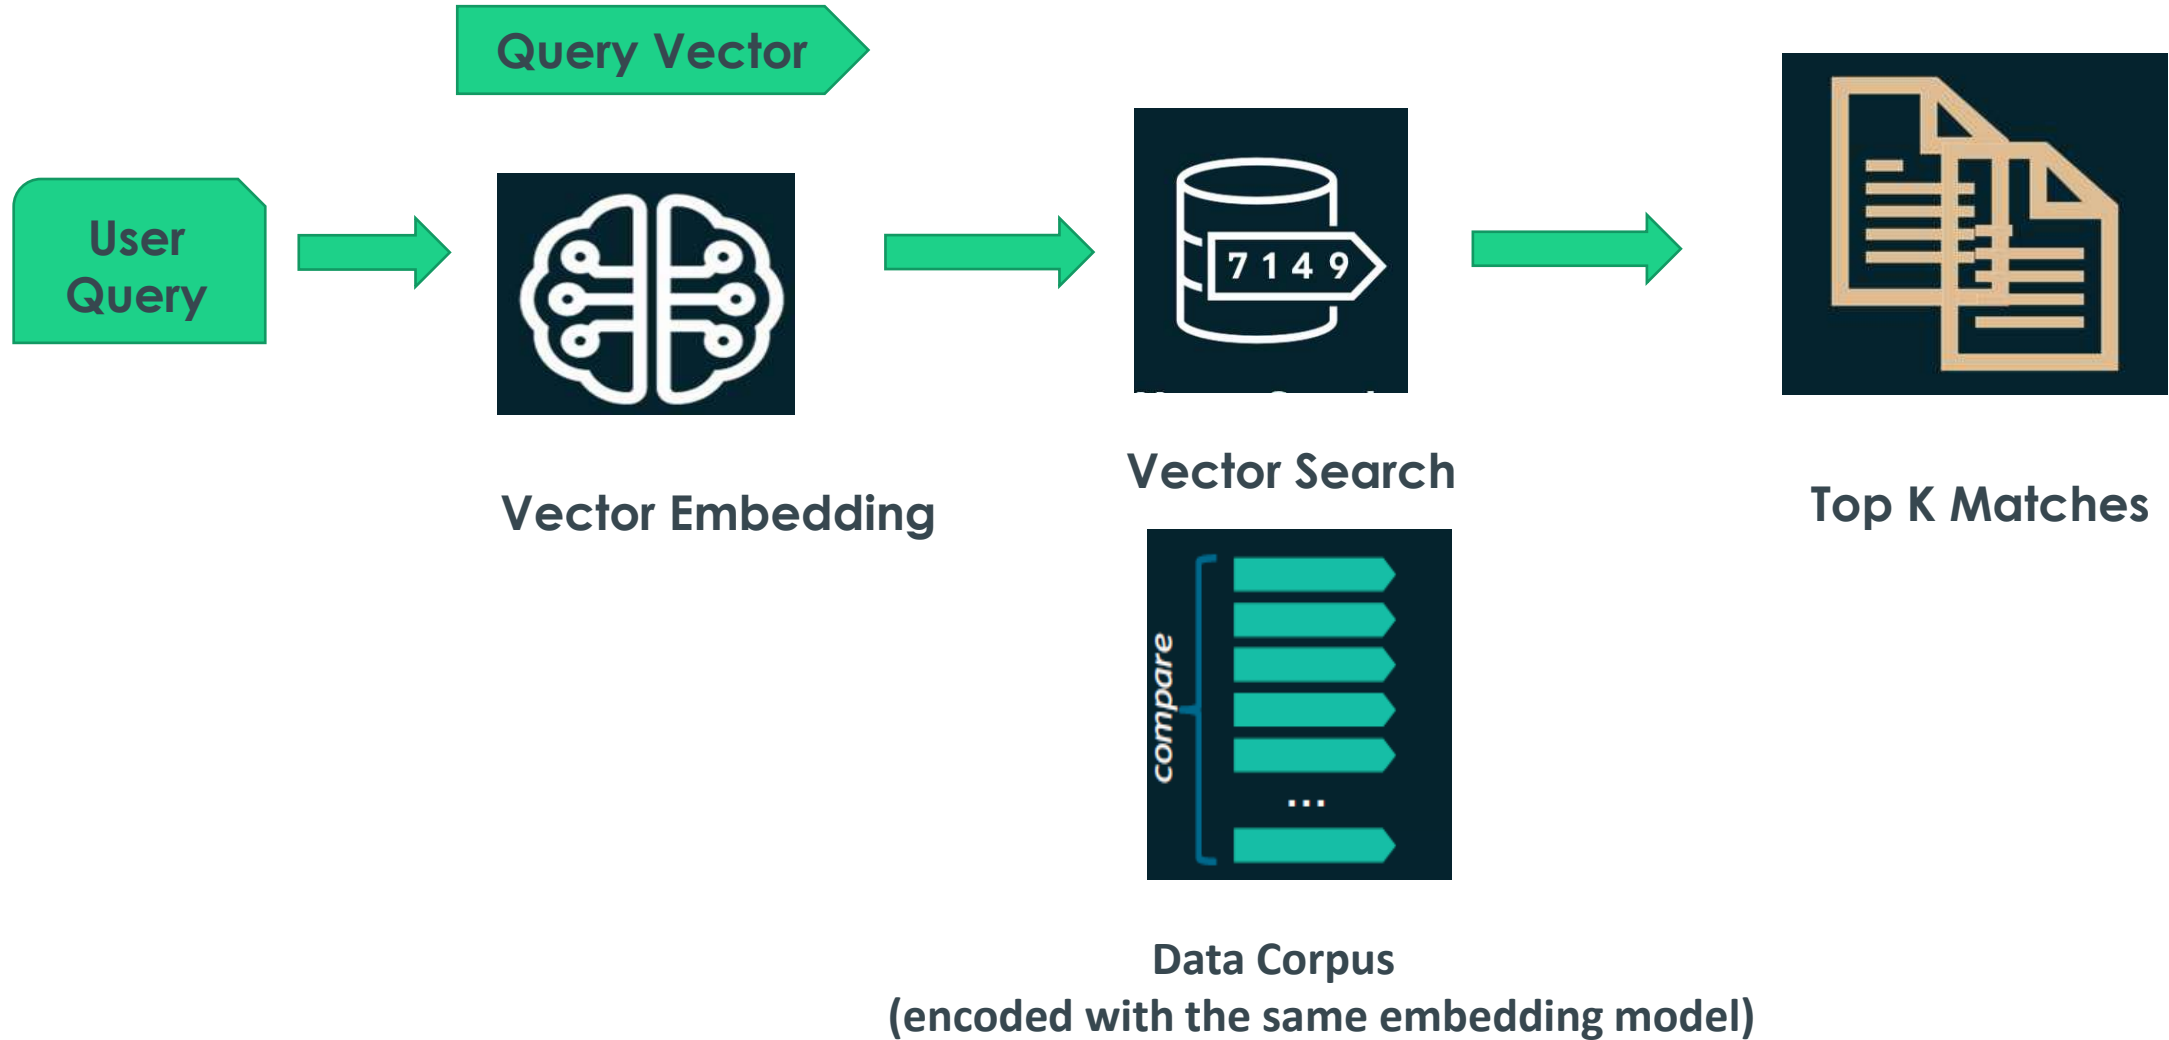 Query Vector
User
Query
7 1 4 9
Vector Embedding
Vector Search
Top K Matches
compare
...
Data Corpus
(encoded with the same embedding model)